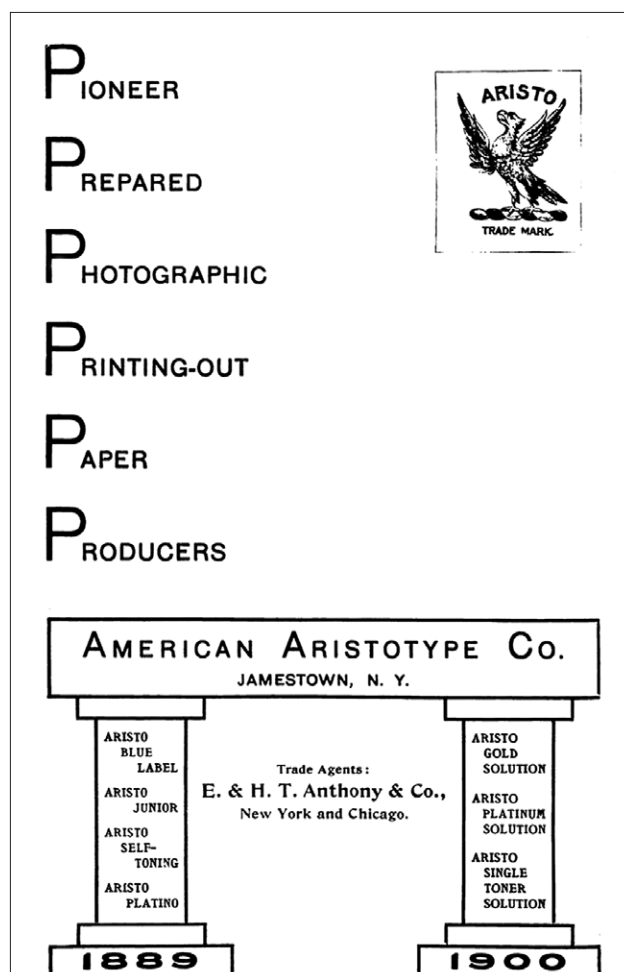 PIONEER
PREPARED
PHOTOGRAPHIC
PRINTING-OUT
PAPER
PRODUCERS
ARISTO
TRADE MARK.
AMERICAN ARISTOTYPE CO.
JAMESTOWN, N. Y.
ARISTO
BLUE
LABEL
ARISTO
JUNIOR
ARISTO
SELF-
TONING
ARISTO
PLATINO
Trade Agents:
E. & H. T. Anthony & Co.,
New York and Chicago.
ARISTO
GOLD
SOLUTION
ARISTO
PLATINUM
SOLUTION
ARISTO
SINGLE
TONER
SOLUTION
1889
1900